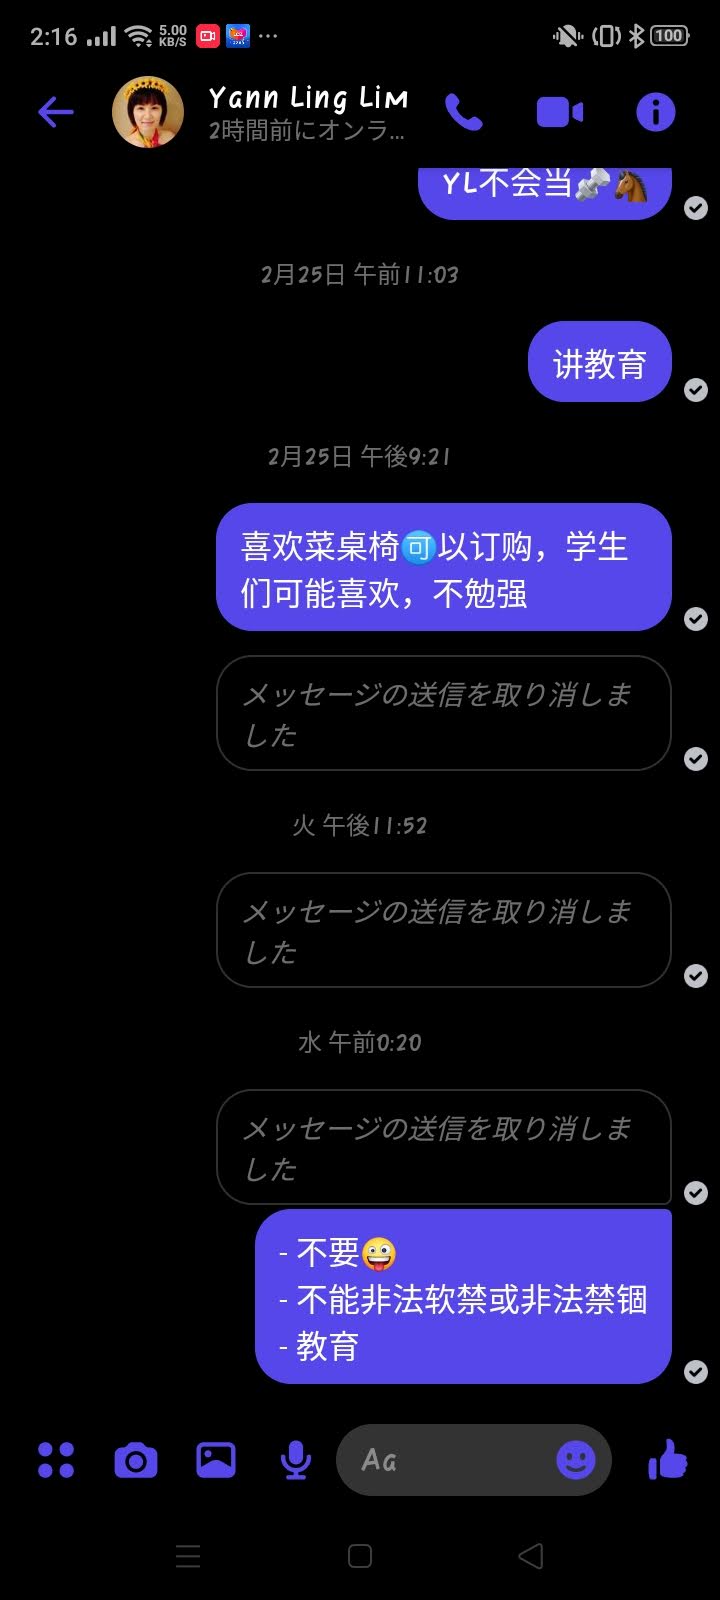 2:16
5.00
KB/S
100
Yann Ling Lim
2時間前にオンラ...
YL不会当🔩🐴
2月25日 午前11:03
讲教育
2月25日 午後9:21
喜欢菜桌椅🉑以订购，学生
们可能喜欢，不勉强
メッセージの送信を取り消しま
した
火 午後11:52
メッセージの送信を取り消しま
した
水 午前0:20
メッセージの送信を取り消しま
した
- 不要🤪
- 不能非法软禁或非法禁锢
- 教育
Aa